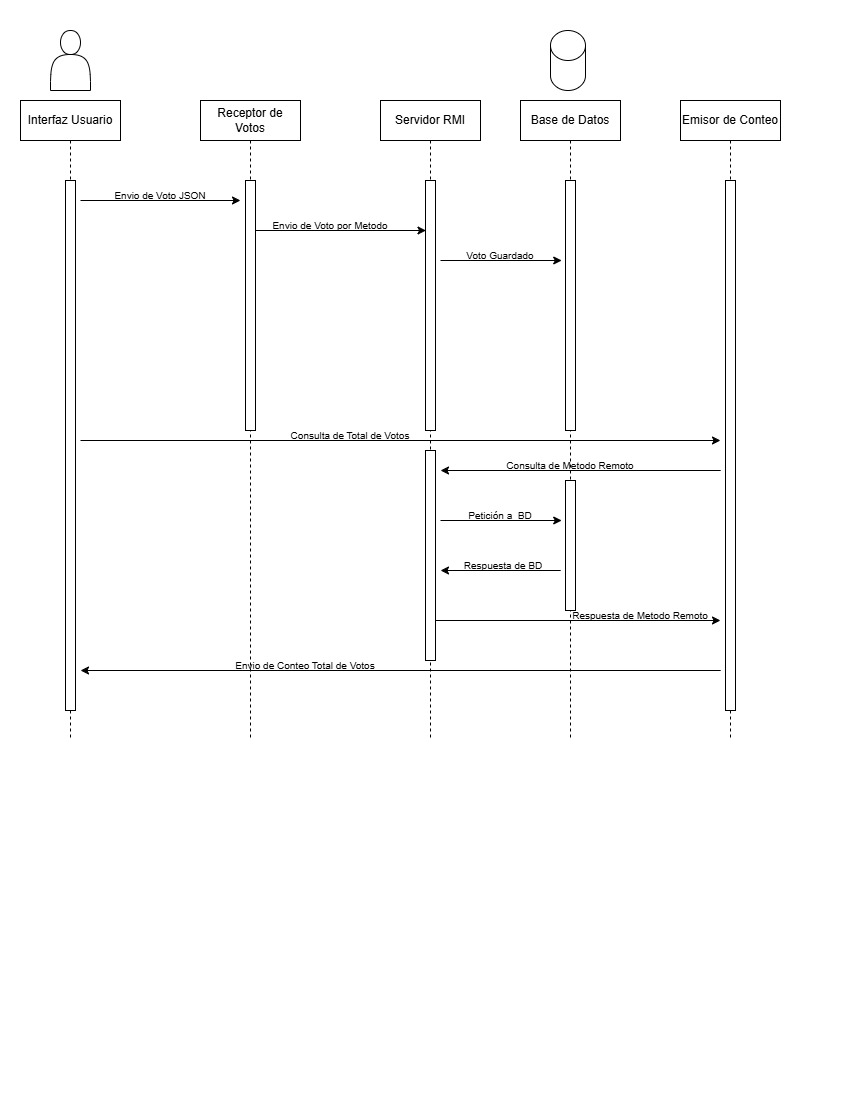 Interfaz Usuario
Receptor de
Votos
Servidor RMI
Base de Datos
Emisor de Conteo
Envio de Voto JSON
Envio de Voto por Metodo
Voto Guardado
Consulta de Total de Votos
Consulta de Metodo Remoto
Petición a  BD
Respuesta de BD
Respuesta de Metodo Remoto
Envio de Conteo Total de Votos